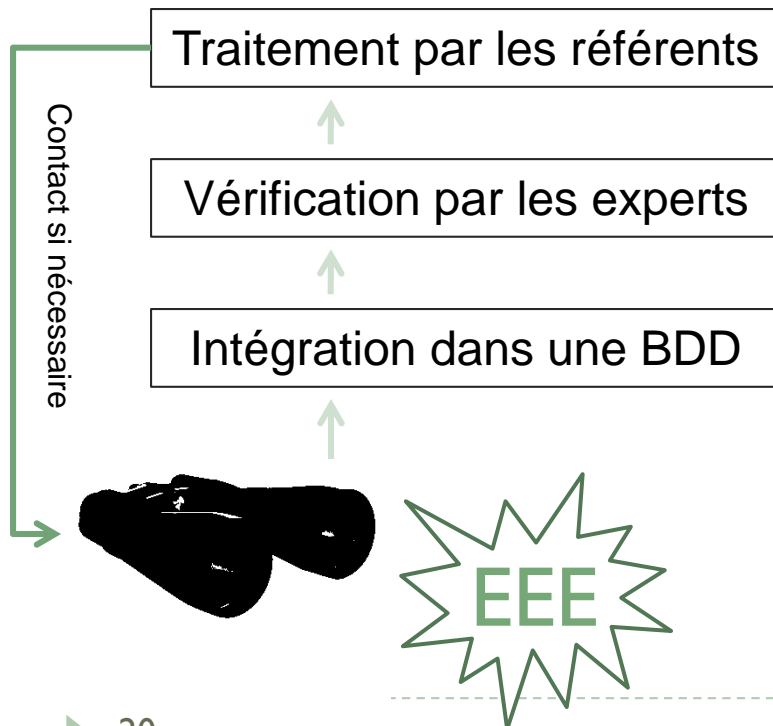 Traitement par les référents
Contact si nécessaire
Vérification par les experts
Intégration dans une BDD
EEE
20